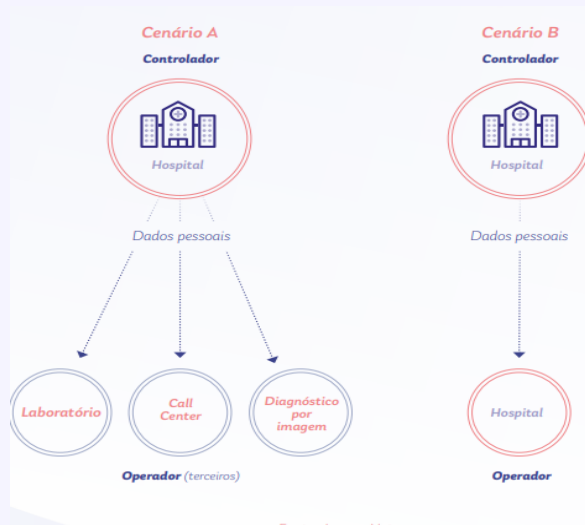 Cenário A
Controlador
Hospital
Dados pessoais
Laboratório
Call
Center
Diagnóstico
por
imagem
Operador (terceiros)
Cenário B
Controlador
Hospital
Dados pessoais
Hospital
Operador